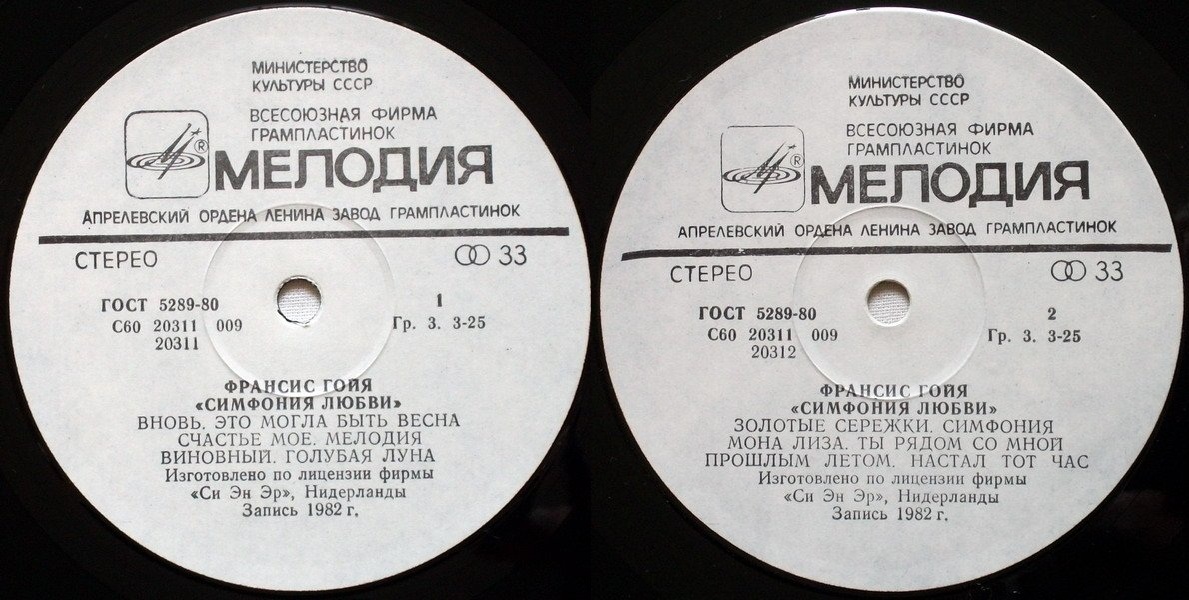 МИНИСТЕРСТВО
КУЛЬТУРЫ СССР
ВСЕСОЮЗНАЯ ФИРМА
ГРАМПЛАСТИНОК
®
МЕЛОДИЯ
АПРЕЛЕВСКИЙ ОРДЕНА ЛЕНИНА ЗАВОД ГРАМПЛАСТИНОК
СТЕРЕО
33
ГОСТ 5289-80
1
С60 20311 009
Гр. 3. 3-25
20311
ФРАНСИС ГОЙЯ
«СИМФОНИЯ ЛЮБВИ»
ВНОВЬ. ЭТО МОГЛА БЫТЬ ВЕСНА
СЧАСТЬЕ МОЕ. МЕЛОДИЯ
ВИНОВНЫЙ. ГОЛУБАЯ ЛУНА
Изготовлено по лицензии фирмы
«Си Эн Эр», Нидерланды
Запись 1982 г.
МИНИСТЕРСТВО
КУЛЬТУРЫ СССР
ВСЕСОЮЗНАЯ ФИРМА
ГРАМПЛАСТИНОК
®
МЕЛОДИЯ
АПРЕЛЕВСКИЙ ОРДЕНА ЛЕНИНА ЗАВОД ГРАМПЛАСТИНОК
СТЕРЕО
33
ГОСТ 5289-80
2
С60 20311 009
Гр. 3. 3-25
20312
ФРАНСИС ГОЙЯ
«СИМФОНИЯ ЛЮБВИ»
ЗОЛОТЫЕ СЕРЕЖКИ. СИМФОНИЯ
МОНА ЛИЗА. ТЫ РЯДОМ СО МНОЙ
ПРОШЛЫМ ЛЕТОМ. НАСТАЛ ТОТ ЧАС
Изготовлено по лицензии фирмы
«Си Эн Эр», Нидерланды
Запись 1982 г.